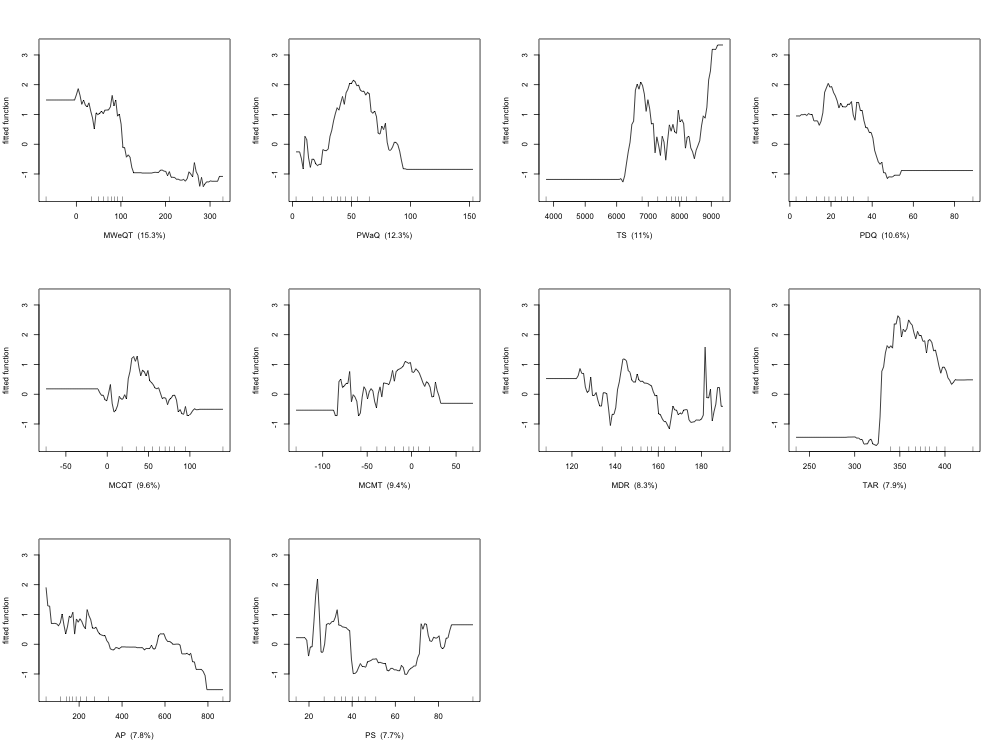 fitted function
3
2
1
0
-1
0 100 200 300
MWeQT (15.3%)
fitted function
3
2
1
0
-1
0 50 100 150
PWaQ (12.3%)
fitted function
3
2
1
0
-1
4000 5000 6000 7000 8000 9000
TS (11%)
fitted function
3
2
1
0
-1
0 20 40 60 80
PDQ (10.6%)
fitted function
3
2
1
0
-1
-50 0 50 100
MCQT (9.6%)
fitted function
3
2
1
0
-1
-100 -50 0 50
MCMT (9.4%)
fitted function
3
2
1
0
-1
120 140 160 180
MDR (8.3%)
fitted function
3
2
1
0
-1
250 300 350 400
TAR (7.9%)
fitted function
3
2
1
0
-1
200 400 600 800
AP (7.8%)
fitted function
3
2
1
0
-1
20 40 60 80
PS (7.7%)